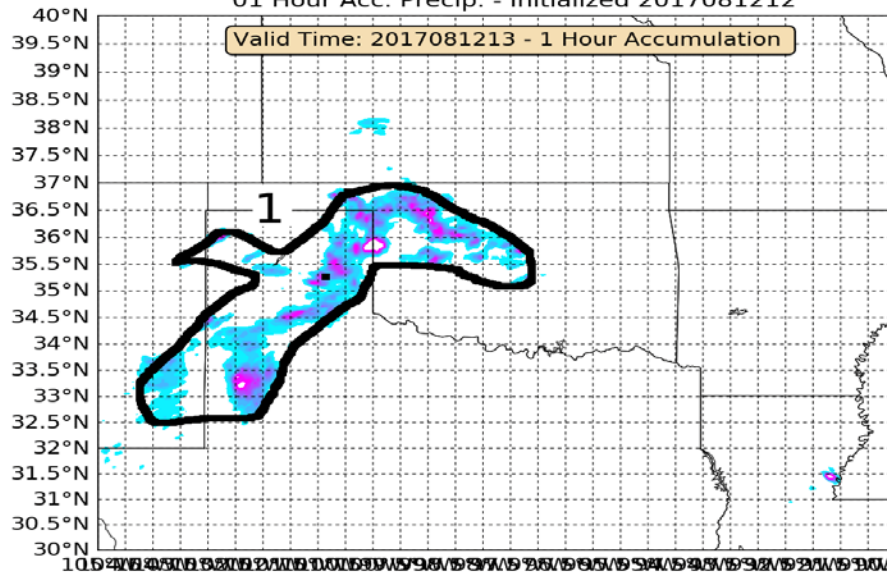 01 Hour Acc. Precip. - Initialized 2017081212
Valid Time: 2017081213 - 1 Hour Accumulation
40°N
39.5°N
39°N
38.5°N
38°N
37.5°N
37°N
36.5°N
1
36°N
35.5°N
35°N
34.5°N
34°N
33.5°N
33°N
32.5°N
32°N
31.5°N
31°N
30.5°N
30°N